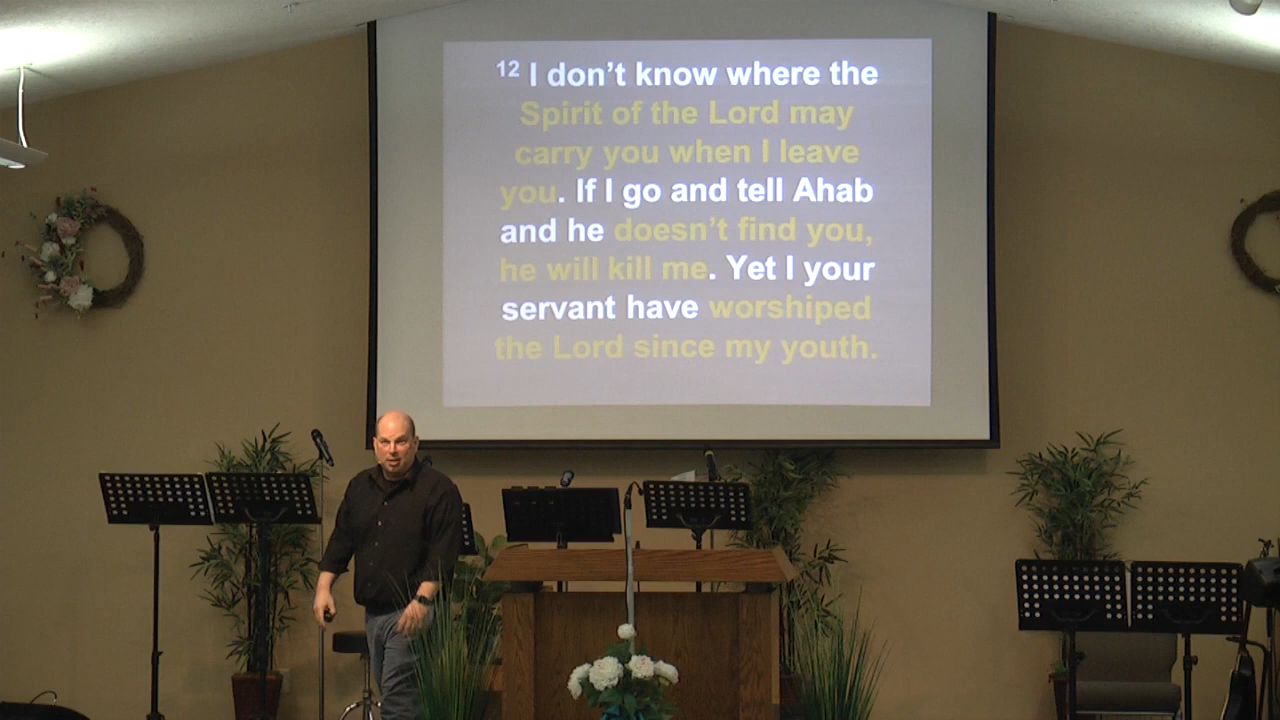 12 I don't know where the
Spirit of the Lord may
carry you when I leave
you. If I go and tell Ahab
and he doesn't find you,
he will kill me. Yet I your
servant have worshiped
the Lord since my youth.